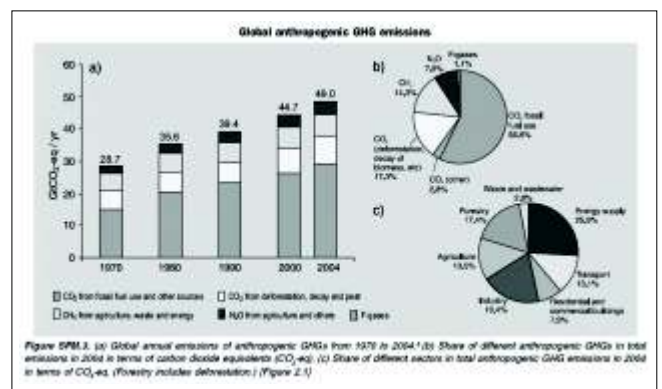 Global anthropogenic GHG emissions
a)
GtCO2-eq / yr
60
50
40
30
20
10
0
28.7
35.6
39.4
44.7
49.0
1970
1980
1990
2000
2004
CO2 from fossil fuel use and other sources
CO2 from deforestation, decay and peat
CH4 from agriculture, waste and energy
N2O from agriculture and others
F-gases
b)
F-gases
1,1%
N2O
7,9%
CH4
14,3%
CO2 fossil
fuel use
56,6%
CO2
(deforestation,
decay of
biomass, etc)
17,3%
CO2 (other)
2,8%
c)
Waste and wastewater
2,8%
Energy supply
25,9%
Transport
13,1%
Residential and
commercial buildings
7,9%
Industry
19,4%
Agriculture
13,5%
Forestry
17,4%
Figure SPM.3. (a) Global annual emissions of anthropogenic GHGs from 1970 to 2004. (b) Share of different anthropogenic GHGs in total
emissions in 2004 in terms of carbon dioxide equivalents (CO2-eq). (c) Share of different sectors in total anthropogenic GHG emissions in 2004
in terms of CO2-eq. (Forestry includes deforestation.) {Figure 2.1}